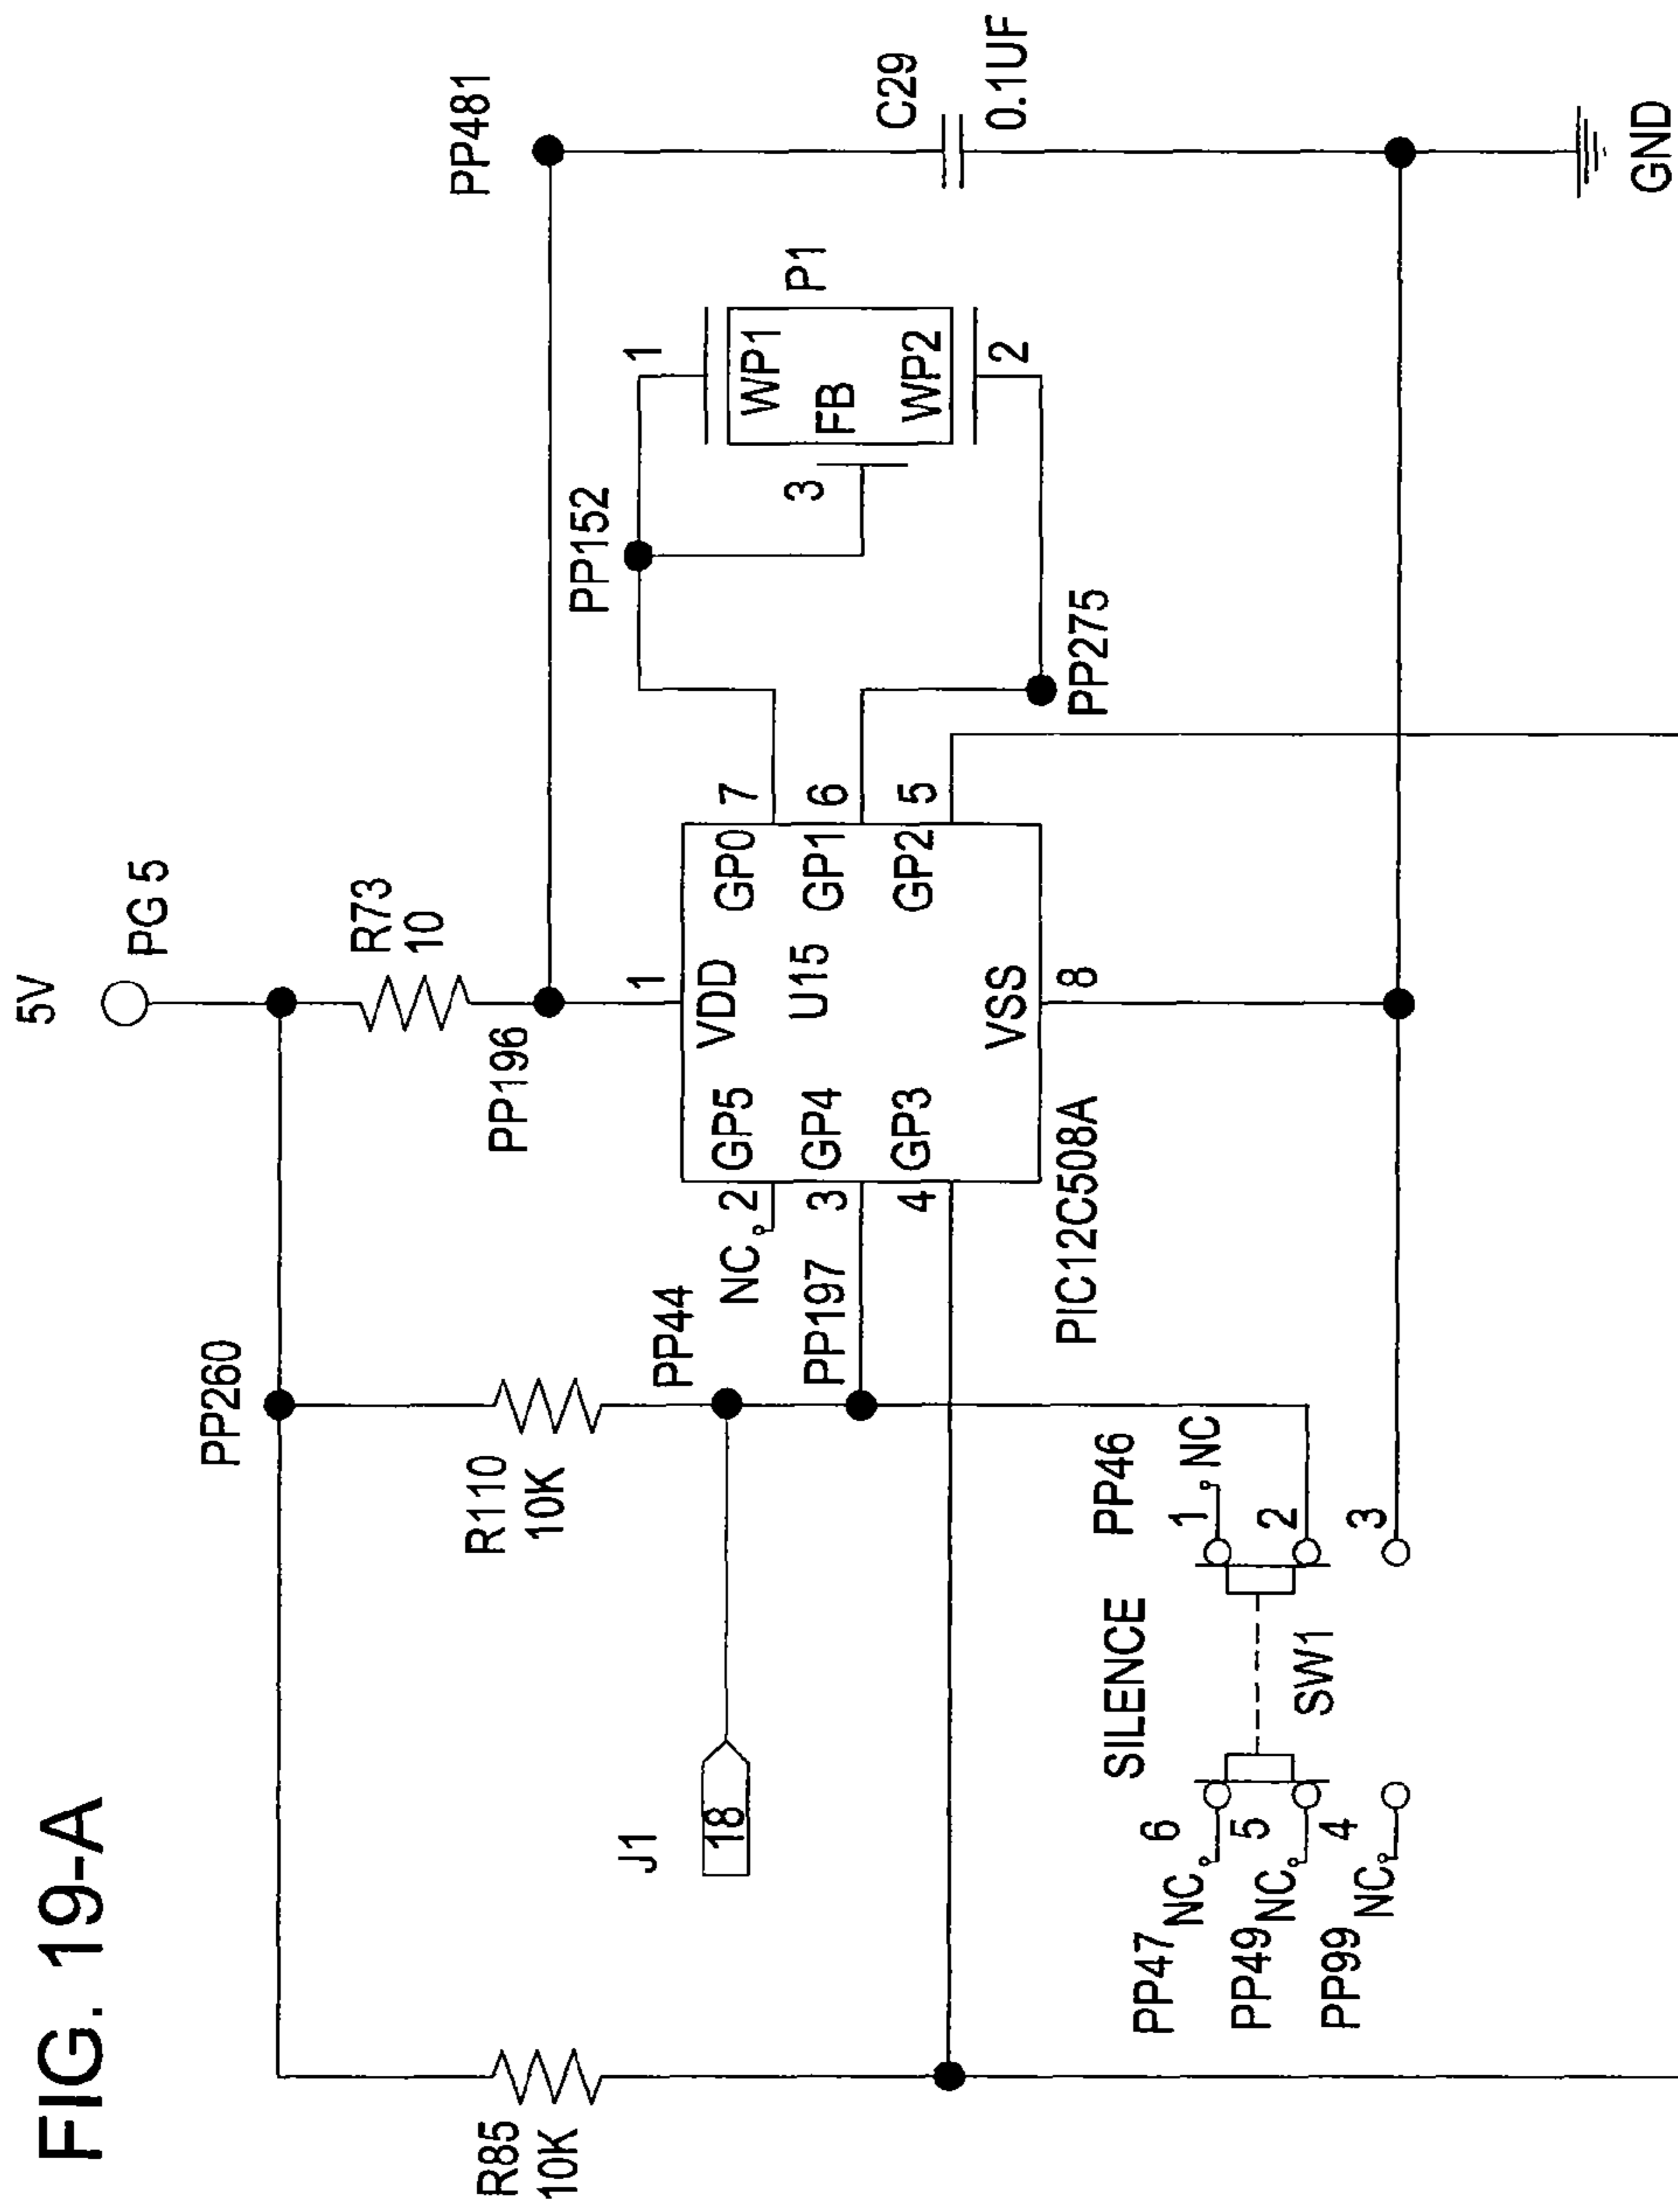 FIG. 19-A
5V
PG 5
PP260
R73
10
PP196
PP481
R85
10K
R110
10K
J1
18
PP44
NC
PP197
2
3
4
1
VDD
GP5
GP4
GP3
U15
GP0
GP1
GP2
VSS
7
6
5
8
PIC12C508A
PP152
PP275
1
3
2
WP1
FB
WP2
P1
C29
0.1UF
GND
SILENCE
PP46
1
NC
2
3
SW1
PP47
NC
6
PP49
NC
5
PP99
NC
4